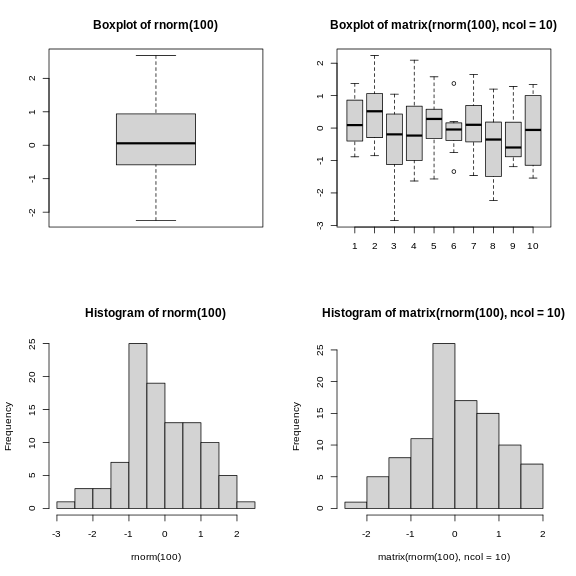 Boxplot of rnorm(100)
2
1
0
-1
-2
Boxplot of matrix(rnorm(100), ncol = 10)
2
1
0
-1
-2
-3
1 2 3 4 5 6 7 8 9 10
Histogram of rnorm(100)
Frequency
25
20
15
10
5
0
-3 -2 -1 0 1 2
rnorm(100)
Histogram of matrix(rnorm(100), ncol = 10)
Frequency
25
20
15
10
5
0
-2 -1 0 1 2
matrix(rnorm(100), ncol = 10)